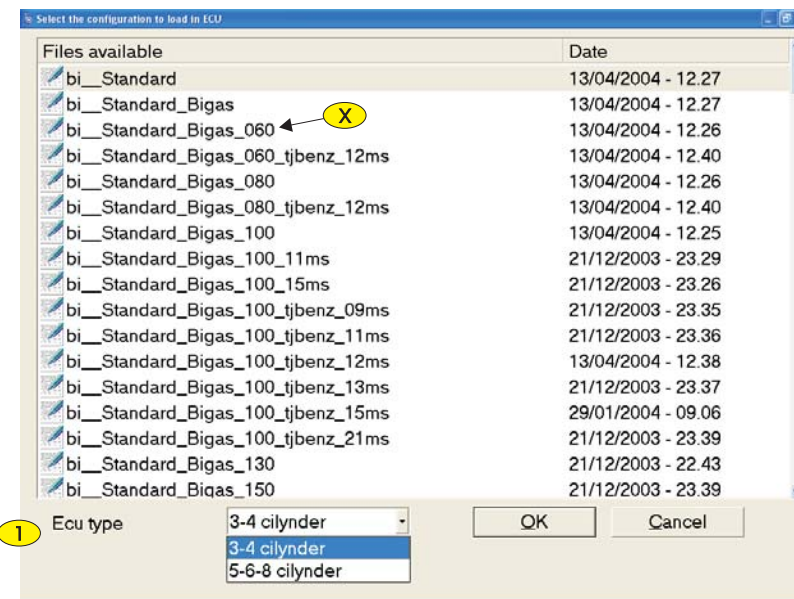 Select the configuration to load in ECU
Files available Date
bi__Standard 13/04/2004 - 12.27
bi__Standard_Bigas 13/04/2004 - 12.27
X
bi__Standard_Bigas_060 13/04/2004 - 12.26
bi__Standard_Bigas_060_tjbenz_12ms 13/04/2004 - 12.40
bi__Standard_Bigas_080 13/04/2004 - 12.26
bi__Standard_Bigas_080_tjbenz_12ms 13/04/2004 - 12.40
bi__Standard_Bigas_100 13/04/2004 - 12.25
bi__Standard_Bigas_100_11ms 21/12/2003 - 23.29
bi__Standard_Bigas_100_15ms 21/12/2003 - 23.26
bi__Standard_Bigas_100_tjbenz_09ms 21/12/2003 - 23.35
bi__Standard_Bigas_100_tjbenz_11ms 21/12/2003 - 23.36
bi__Standard_Bigas_100_tjbenz_12ms 13/04/2004 - 12.38
bi__Standard_Bigas_100_tjbenz_13ms 21/12/2003 - 23.37
bi__Standard_Bigas_100_tjbenz_15ms 29/01/2004 - 09.06
bi__Standard_Bigas_100_tjbenz_21ms 21/12/2003 - 23.39
bi__Standard_Bigas_130 21/12/2003 - 22.43
bi__Standard_Bigas_150 21/12/2003 - 23.39
1 Ecu type 3-4 cilynder OK Cancel
3-4 cilynder
5-6-8 cilynder